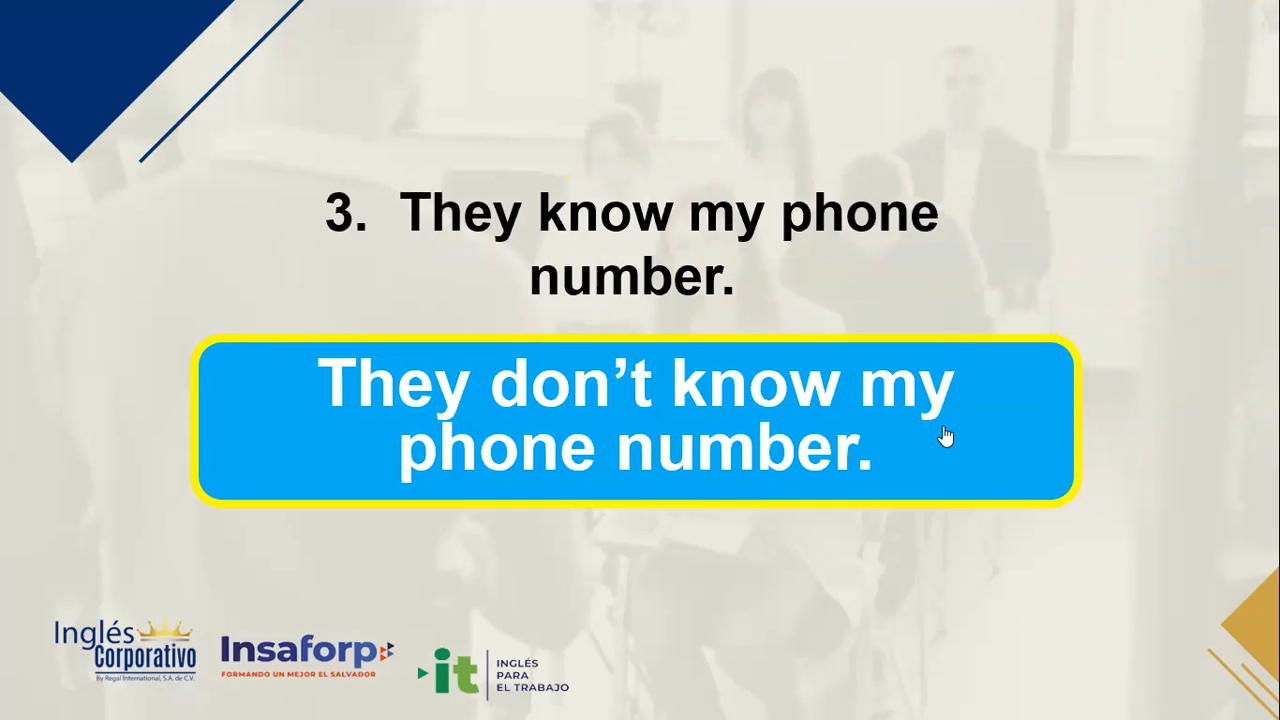 3. They know my phone
number.
They don’t know my
phone number.
Inglés
Corporativo
By Regal International, S.A. de C.V.
Insaforp
FORMANDO UN MEJOR EL SALVADOR
it
INGLÉS
PARA
EL TRABAJO